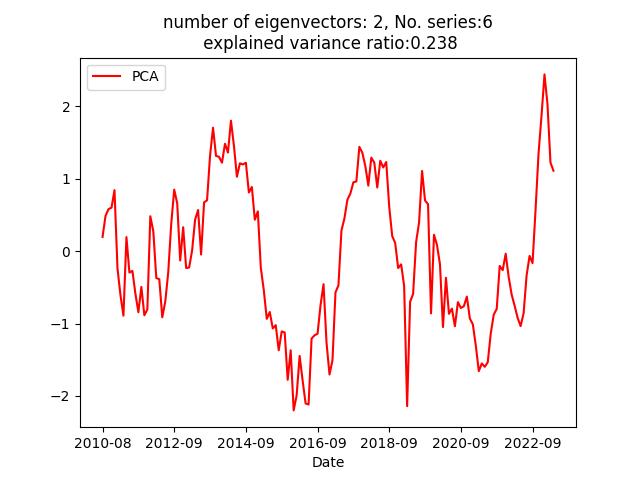 number of eigenvectors: 2, No. series:6
explained variance ratio:0.238
PCA
2
1
0
−1
−2
2010-08 2012-09 2014-09 2016-09 2018-09 2020-09 2022-09
Date